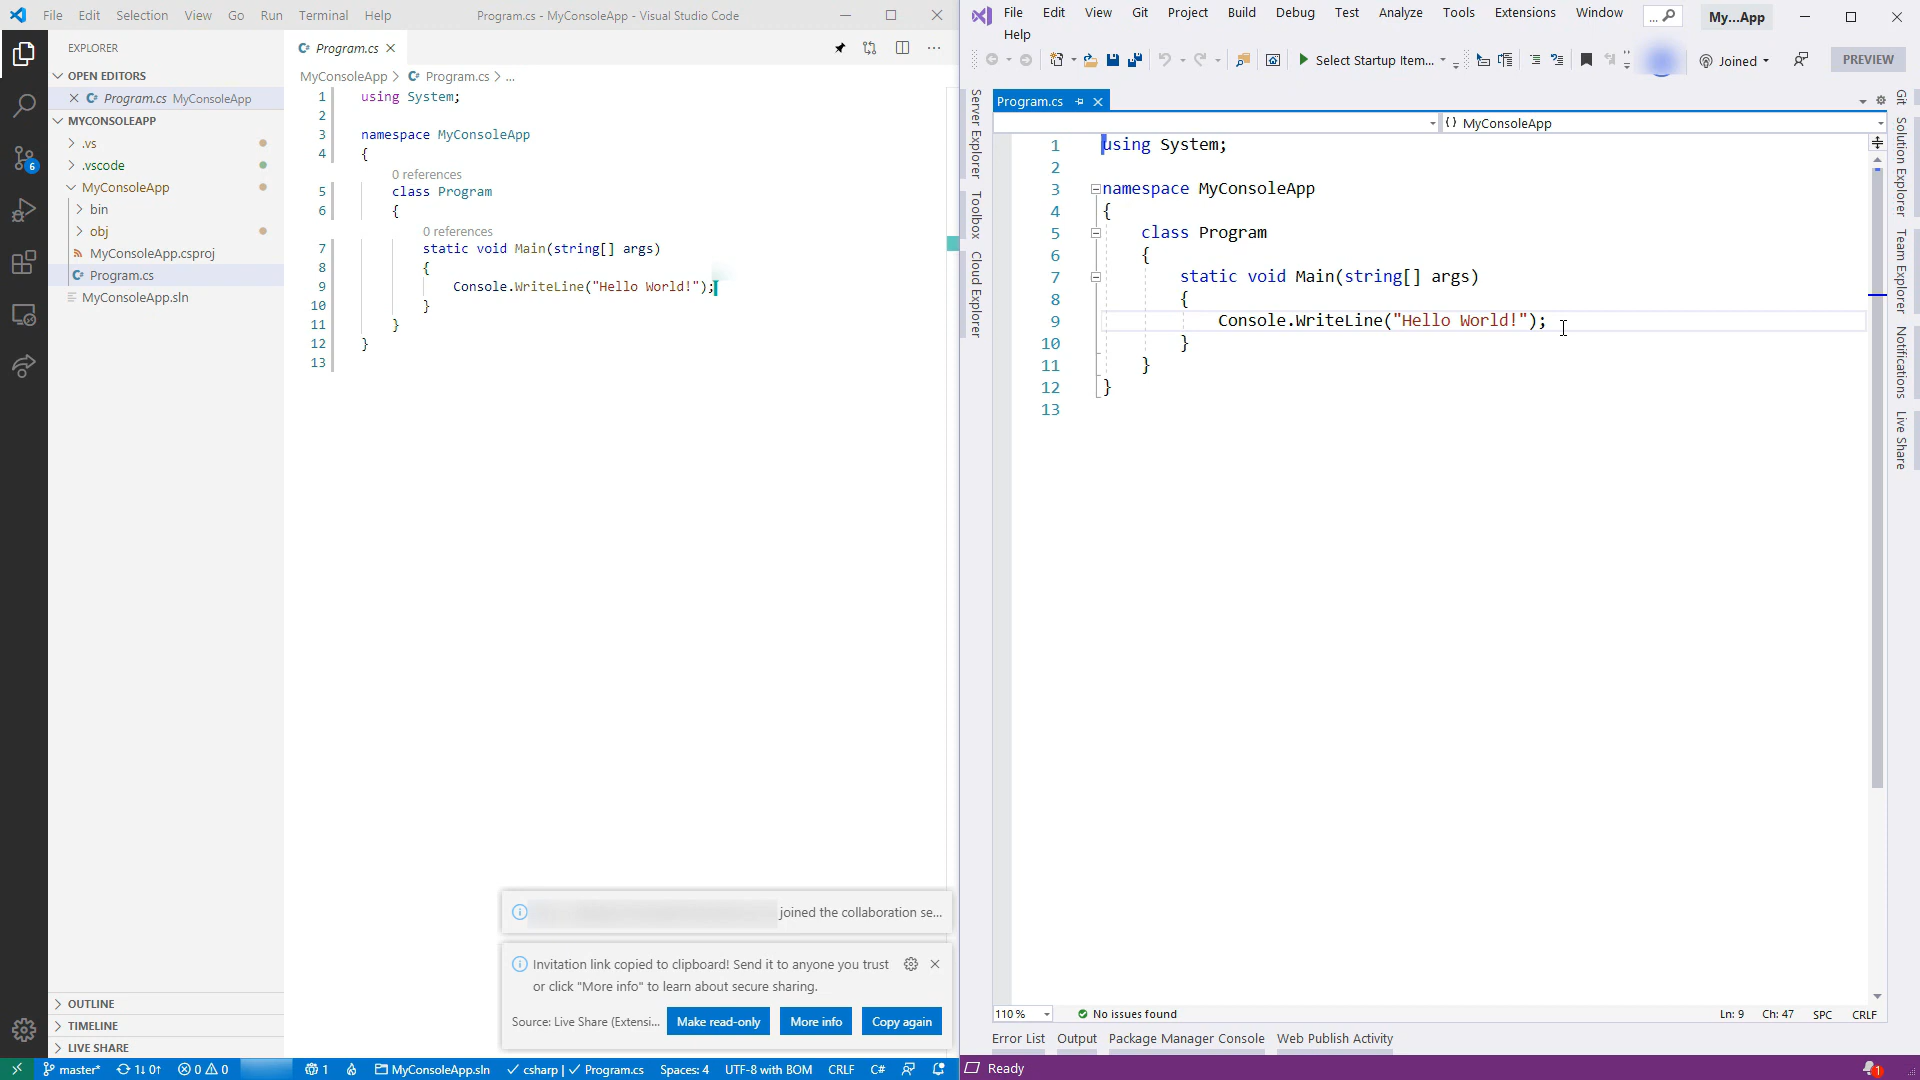 File Edit Selection View Go Run Terminal Help Program.cs - MyConsoleApp - Visual Studio Code
EXPLORER
OPEN EDITORS
Program.cs MyConsoleApp
MYCONSOLEAPP
.vs
.vscode
MyConsoleApp
bin
obj
MyConsoleApp.csproj
Program.cs
MyConsoleApp.sln
OUTLINE
TIMELINE
LIVE SHARE
6
Program.cs
MyConsoleApp > Program.cs > ...
1 using System;
2
3 namespace MyConsoleApp
4 {
0 references
5 class Program
6 {
0 references
7 static void Main(string[] args)
8 {
9 Console.WriteLine("Hello World!");
10 }
11 }
12 }
13
joined the collaboration se...
Invitation link copied to clipboard! Send it to anyone you trust
or click "More info" to learn about secure sharing.
Source: Live Share (Extensi... Make read-only More info Copy again
master* 1↓ 0↑ 0 0 1 MyConsoleApp.sln csharp | Program.cs Spaces: 4 UTF-8 with BOM CRLF C#
File Edit View Git Project Build Debug Test Analyze Tools Extensions Window ... My...App
Help
Select Startup Item... Joined PREVIEW
Server Explorer
Toolbox
Cloud Explorer
Program.cs
{} MyConsoleApp
1 using System;
2
3 namespace MyConsoleApp
4 {
5 class Program
6 {
7 static void Main(string[] args)
8 {
9 Console.WriteLine("Hello World!");
10 }
11 }
12 }
13
Git
Solution Explorer
Team Explorer
Notifications
Live Share
110 % No issues found Ln: 9 Ch: 47 SPC CRLF
Error List Output Package Manager Console Web Publish Activity
Ready 1